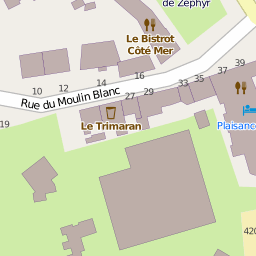 de Zéphyr
Le Bistrot
Côté Mer
39
37
35
33
16
14
12
10
29
27
Rue du Moulin Blanc
Le Trimaran
19
Plaisance
420